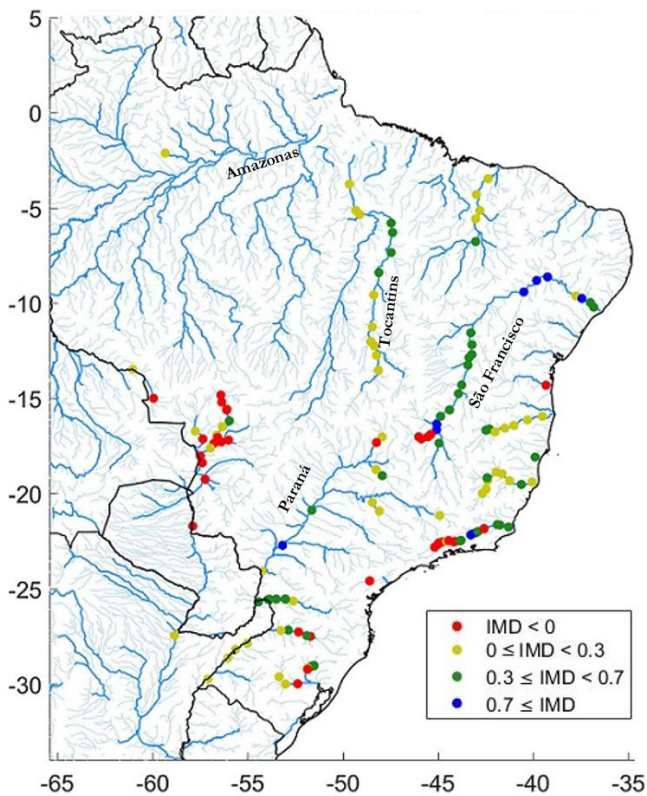 5
0
-5
-10
-15
-20
-25
-30
Amazonas
Tocantins
São Francisco
Paraná
IMD < 0
0 ≤ IMD < 0.3
0.3 ≤ IMD < 0.7
0.7 ≤ IMD
-65 -60 -55 -50 -45 -40 -35